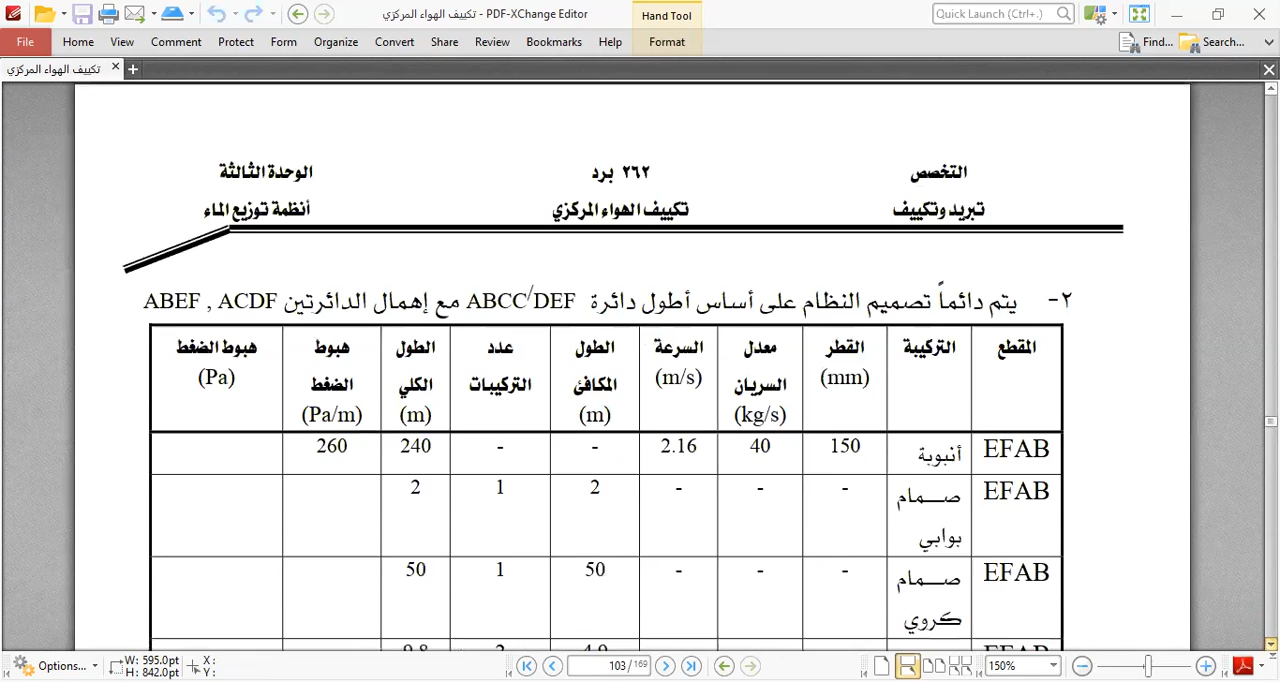 تكييف الهواء المركزي - PDF-XChange Editor
Hand Tool
Quick Launch (Ctrl+.)
File Home View Comment Protect Form Organize Convert Share Review Bookmarks Help Format Find... Search...
تكييف الهواء المركزي
التخصص ٢٦٢ برد الوحدة الثالثة
تبريد وتكييف تكييف الهواء المركزي أنظمة توزيع الماء
٢- يتم دائماً تصميم النظام على أساس أطول دائرة ABCC/DEF مع إهمال الدائرتين ABEF , ACDF
المقطع التركيبة القطر معدل السرعة الطول عدد الطول هبوط هبوط الضغط
(mm) السريان (m/s) المكافئ التركيبات الكلي الضغط (Pa)
(kg/s) (m) (m) (Pa/m)
EFAB أنبوبة 150 40 2.16 - - 240 260
EFAB صمام - - - 2 1 2
بوابي
EFAB صمام - - - 50 1 50
كروي
Options... W: 595.0pt X: 103 / 169 150%
H: 842.0pt Y: